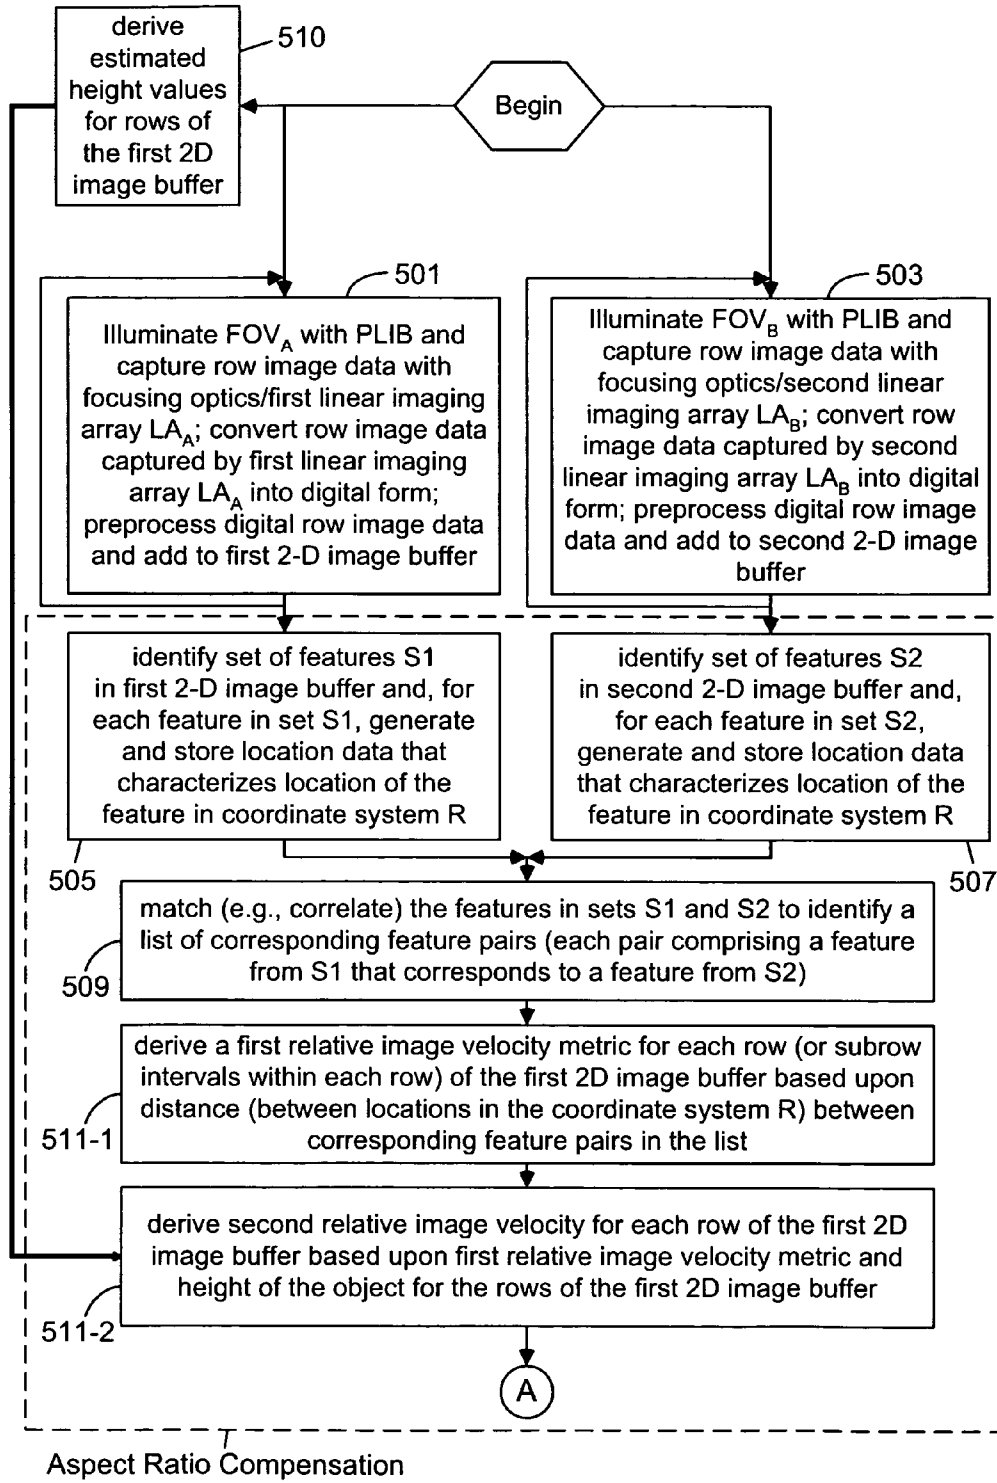 derive
estimated
height values
for rows of
the first 2D
image buffer
510
Begin
501
Illuminate FOV_A with PLIB and
capture row image data with
focusing optics/first linear imaging
array LA_A; convert row image data
captured by first linear imaging
array LA_A into digital form;
preprocess digital row image data
and add to first 2-D image buffer
503
Illuminate FOV_B with PLIB and
capture row image data with
focusing optics/second linear
imaging array LA_B; convert row
image data captured by second
linear imaging array LA_B into digital
form; preprocess digital row image
data and add to second 2-D image
buffer
identify set of features S1
in first 2-D image buffer and, for
each feature in set S1, generate
and store location data that
characterizes location of the
feature in coordinate system R
505
identify set of features S2
in second 2-D image buffer and,
for each feature in set S2,
generate and store location data
that characterizes location of the
feature in coordinate system R
507
match (e.g., correlate) the features in sets S1 and S2 to identify a
list of corresponding feature pairs (each pair comprising a feature
from S1 that corresponds to a feature from S2)
509
derive a first relative image velocity metric for each row (or subrow
intervals within each row) of the first 2D image buffer based upon
distance (between locations in the coordinate system R) between
corresponding feature pairs in the list
511-1
derive second relative image velocity for each row of the first 2D
image buffer based upon first relative image velocity metric and
height of the object for the rows of the first 2D image buffer
511-2
A
Aspect Ratio Compensation